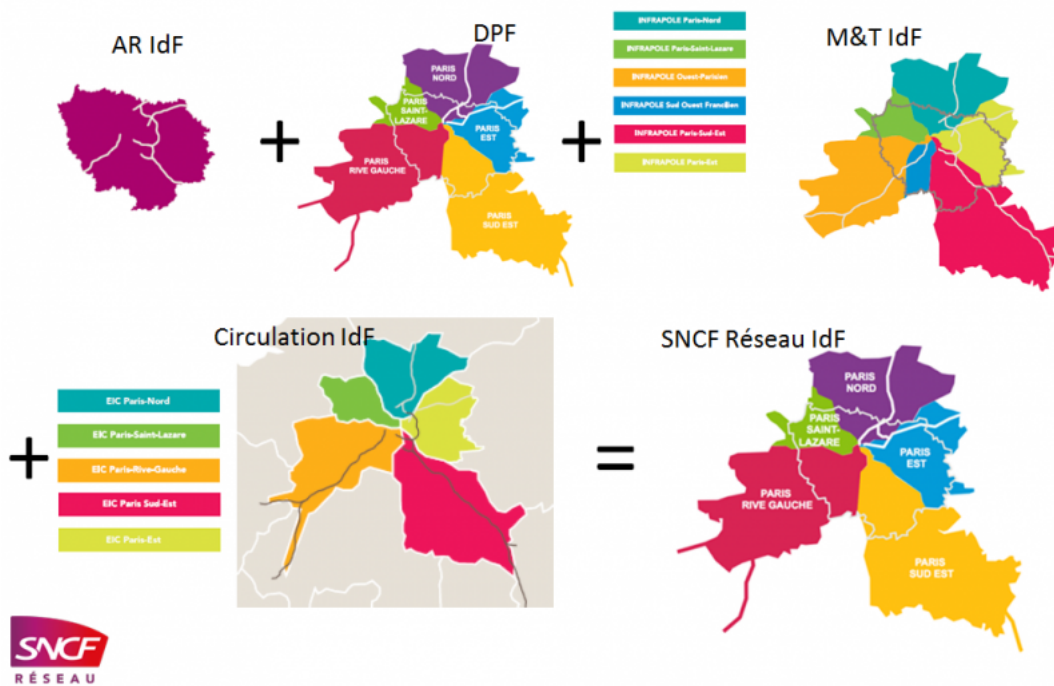 AR IdF
+
DPF
PARIS
NORD
PARIS
SAINT-
LAZARE
PARIS
EST
PARIS
RIVE GAUCHE
PARIS
SUD EST
+
INFRAPOLE Paris-Nord
INFRAPOLE Paris-Saint-Lazare
INFRAPOLE Ouest-Parisien
INFRAPOLE Sud Ouest Francilien
INFRAPOLE Paris-Sud-Est
INFRAPOLE Paris-Est
M&T IdF
+
EIC Paris-Nord
EIC Paris-Saint-Lazare
EIC Paris-Rive-Gauche
EIC Paris Sud-Est
EIC Paris-Est
Circulation IdF
=
SNCF Réseau IdF
PARIS
NORD
PARIS
SAINT-
LAZARE
PARIS
EST
PARIS
RIVE GAUCHE
PARIS
SUD EST
SNCF
RÉSEAU